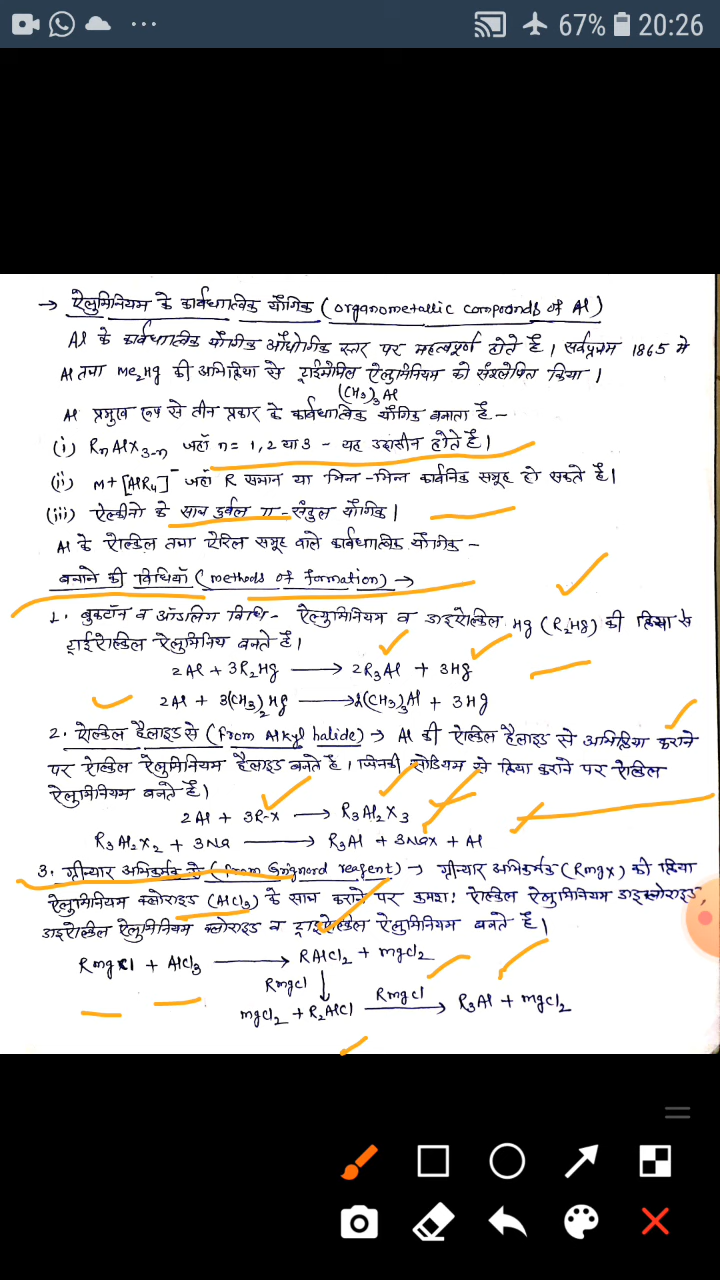 67% 20:26
→ ऐलुमिनियम के कार्बधात्विक यौगिक (organometallic compounds of Al)
Al के कार्बधात्विक यौगिक औधोगिक स्तर पर महत्वपूर्ण होते है। सर्वप्रथम 1865 मे
Al तथा me₂Hg की अभिक्रिया से ट्राईमेथिल ऐलुमिनियम को संश्लेषित किया।
(CH₃)₃Al
Al प्रमुख रूप से तीन प्रकार के कार्बधात्विक यौगिक बनाता है -
(i) RₙAlX₃₋ₙ जहाँ n = 1, 2 या 3 - यह उदासीन होते है।
(ii) m+[AlR₄]⁻ जहाँ R समान या भिन्न-भिन्न कार्बनिक समूह हो सकते है।
(iii) ऐल्कीनो के साथ दुर्बल π-संकुल यौगिक।
Al के ऐल्किल तथा ऐरिल समूह वाले कार्बधात्विक यौगिक -
बनाने की विधियाँ (methods of formation) →
1. बुकटॉन व ऑडलिंग विधि - ऐल्युमिनियम व डाइऐल्किल Hg (R₂Hg) की क्रिया से
ट्राईऐल्किल ऐलुमिनिय बनते है।
2Al + 3R₂Hg → 2R₃Al + 3Hg
2Al + 3(CH₃)₂Hg → 2(CH₃)₃Al + 3Hg
2. ऐल्किल हैलाइड से (from Alkyl halide) → Al की ऐल्किल हैलाइड से अभिक्रिया कराने
पर ऐल्किल ऐलुमिनियम हैलाइड बनते है। जिनकी सोडियम से क्रिया कराने पर ऐल्किल
ऐलुमिनियम बनते है।
2Al + 3R-x → R₃Al₂X₃
R₃Al₂X₂ + 3Na → R₃Al + 3Nax + Al
3. ग्रीन्यार अभिकर्मक से (from Grignord reagent) → ग्रीन्यार अभिकर्मक (Rmgx) की क्रिया
ऐलुमिनियम क्लोराइड (AlCl₃) के साथ कराने पर क्रमशः ऐल्किल ऐलुमिनियम डाइक्लोराइड,
डाइऐल्किल ऐलुमिनियम क्लोराइड व ट्राइऐल्किल ऐलुमिनियम बनते है।
RmgCl + AlCl₃ → RAlCl₂ + mgCl₂
Rmgcl ↓
mgCl₂ + R₂AlCl Rmgcl → R₃Al + mgCl₂